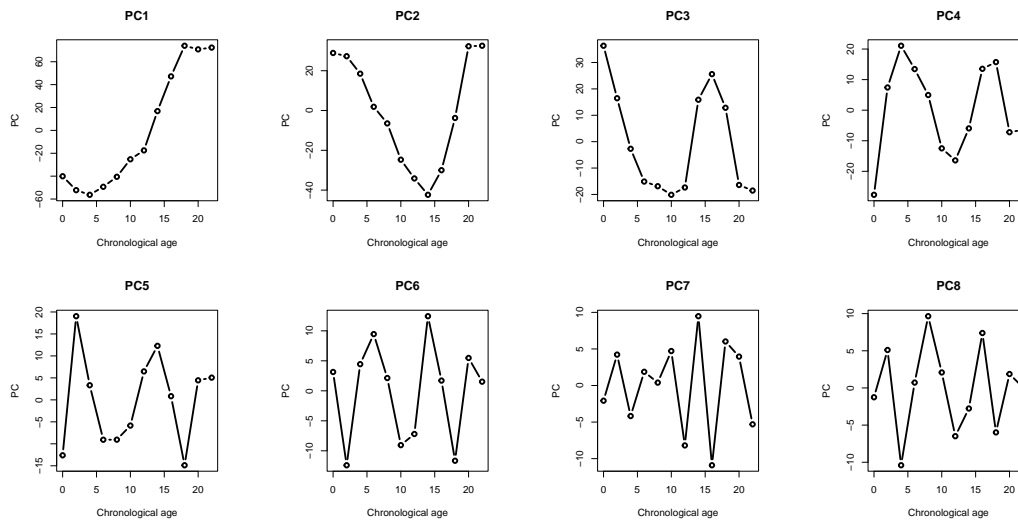 PC1 PC2 PC3 PC4
PC
−60 −40 −20 0 20 40 60
0 5 10 15 20
Chronological age
PC
−40 −20 0 20
0 5 10 15 20
Chronological age
PC
−20 −10 0 10 20 30
0 5 10 15 20
Chronological age
PC
−20 −10 0 10 20
0 5 10 15 20
Chronological age
PC5 PC6 PC7 PC8
PC
−15 −10 −5 0 5 10 15 20
0 5 10 15 20
Chronological age
PC
−10 −5 0 5 10
0 5 10 15 20
Chronological age
PC
−10 −5 0 5 10
0 5 10 15 20
Chronological age
PC
−10 −5 0 5 10
0 5 10 15 20
Chronological age